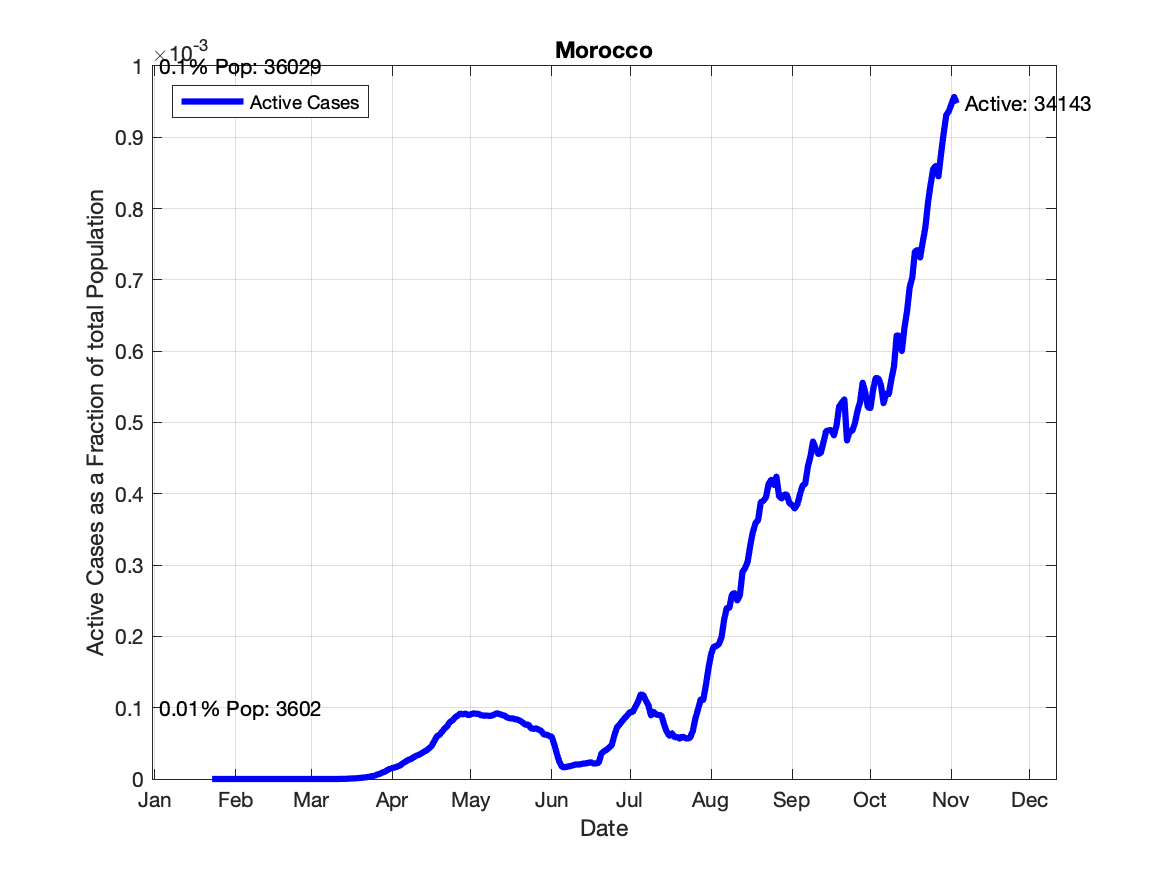 Morocco
×10-3
0.1% Pop: 36029
Active Cases
Active: 34143
0.01% Pop: 3602
Active Cases as a Fraction of total Population
1
0.9
0.8
0.7
0.6
0.5
0.4
0.3
0.2
0.1
0
Jan Feb Mar Apr May Jun Jul Aug Sep Oct Nov Dec
Date